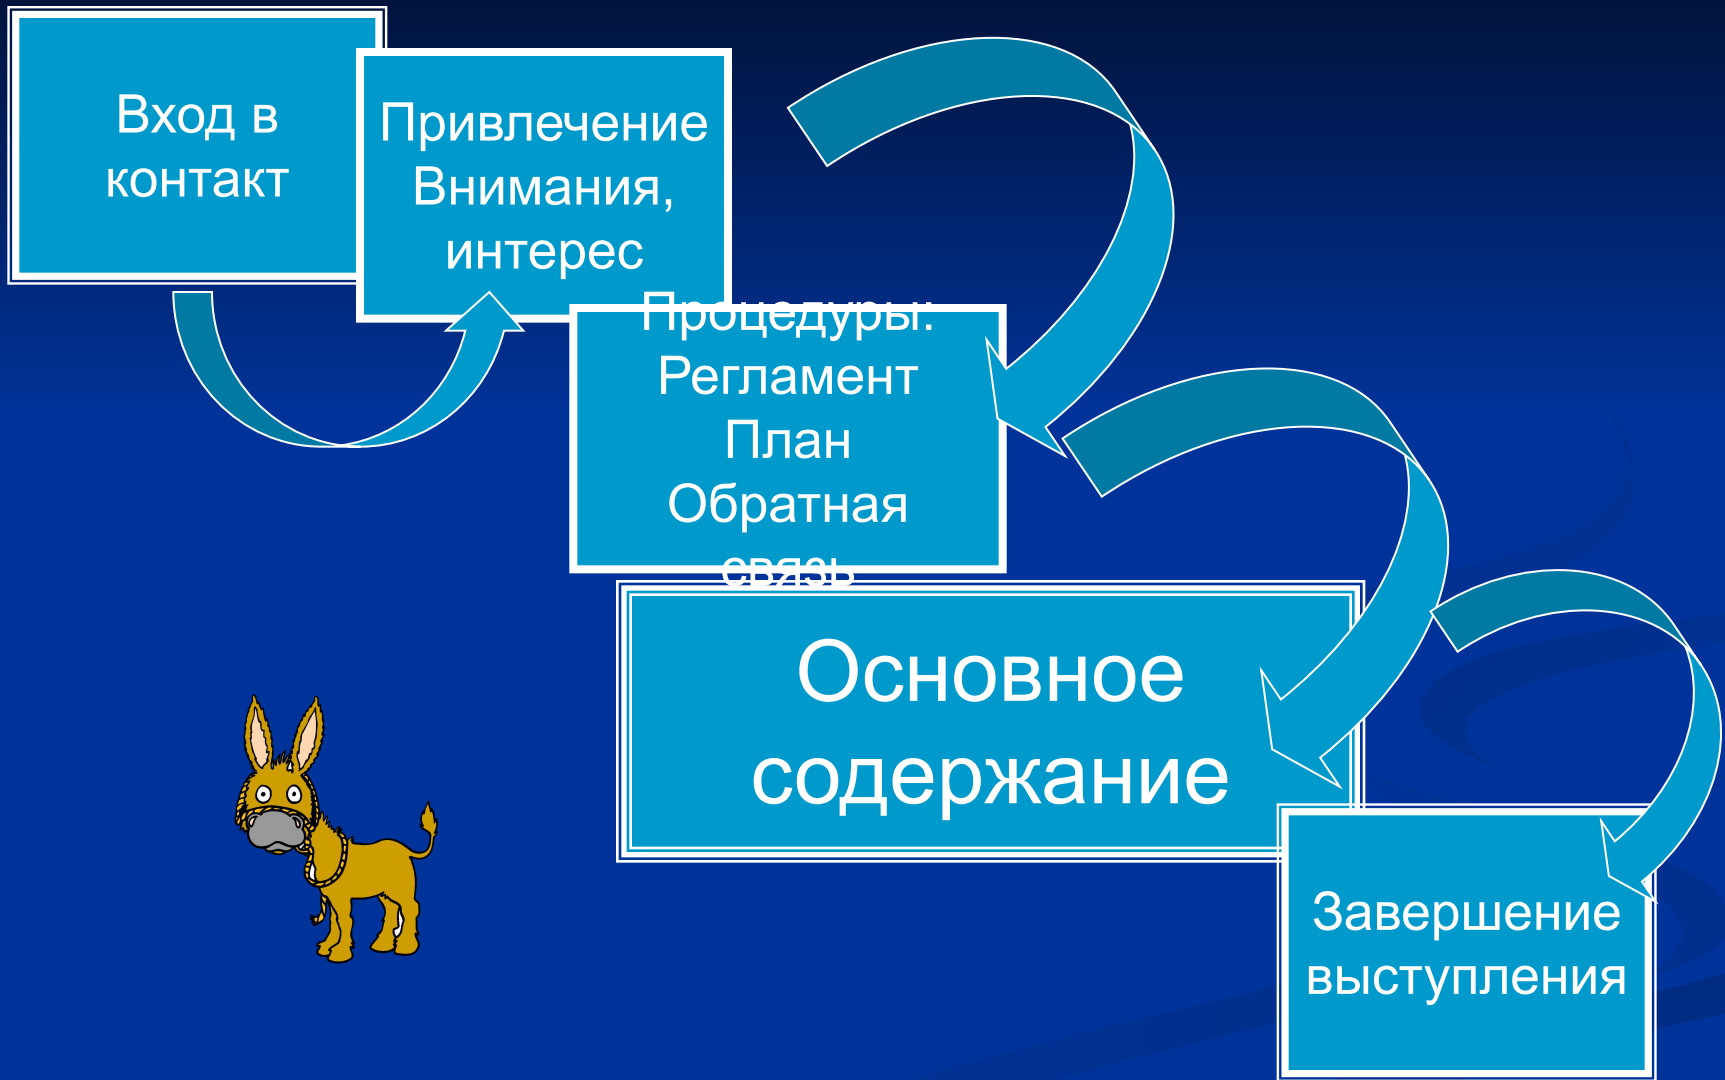 Вход в
контакт
Привлечение
Внимания,
интерес
Процедуры:
Регламент
План
Обратная
связь
Основное
содержание
Завершение
выступления